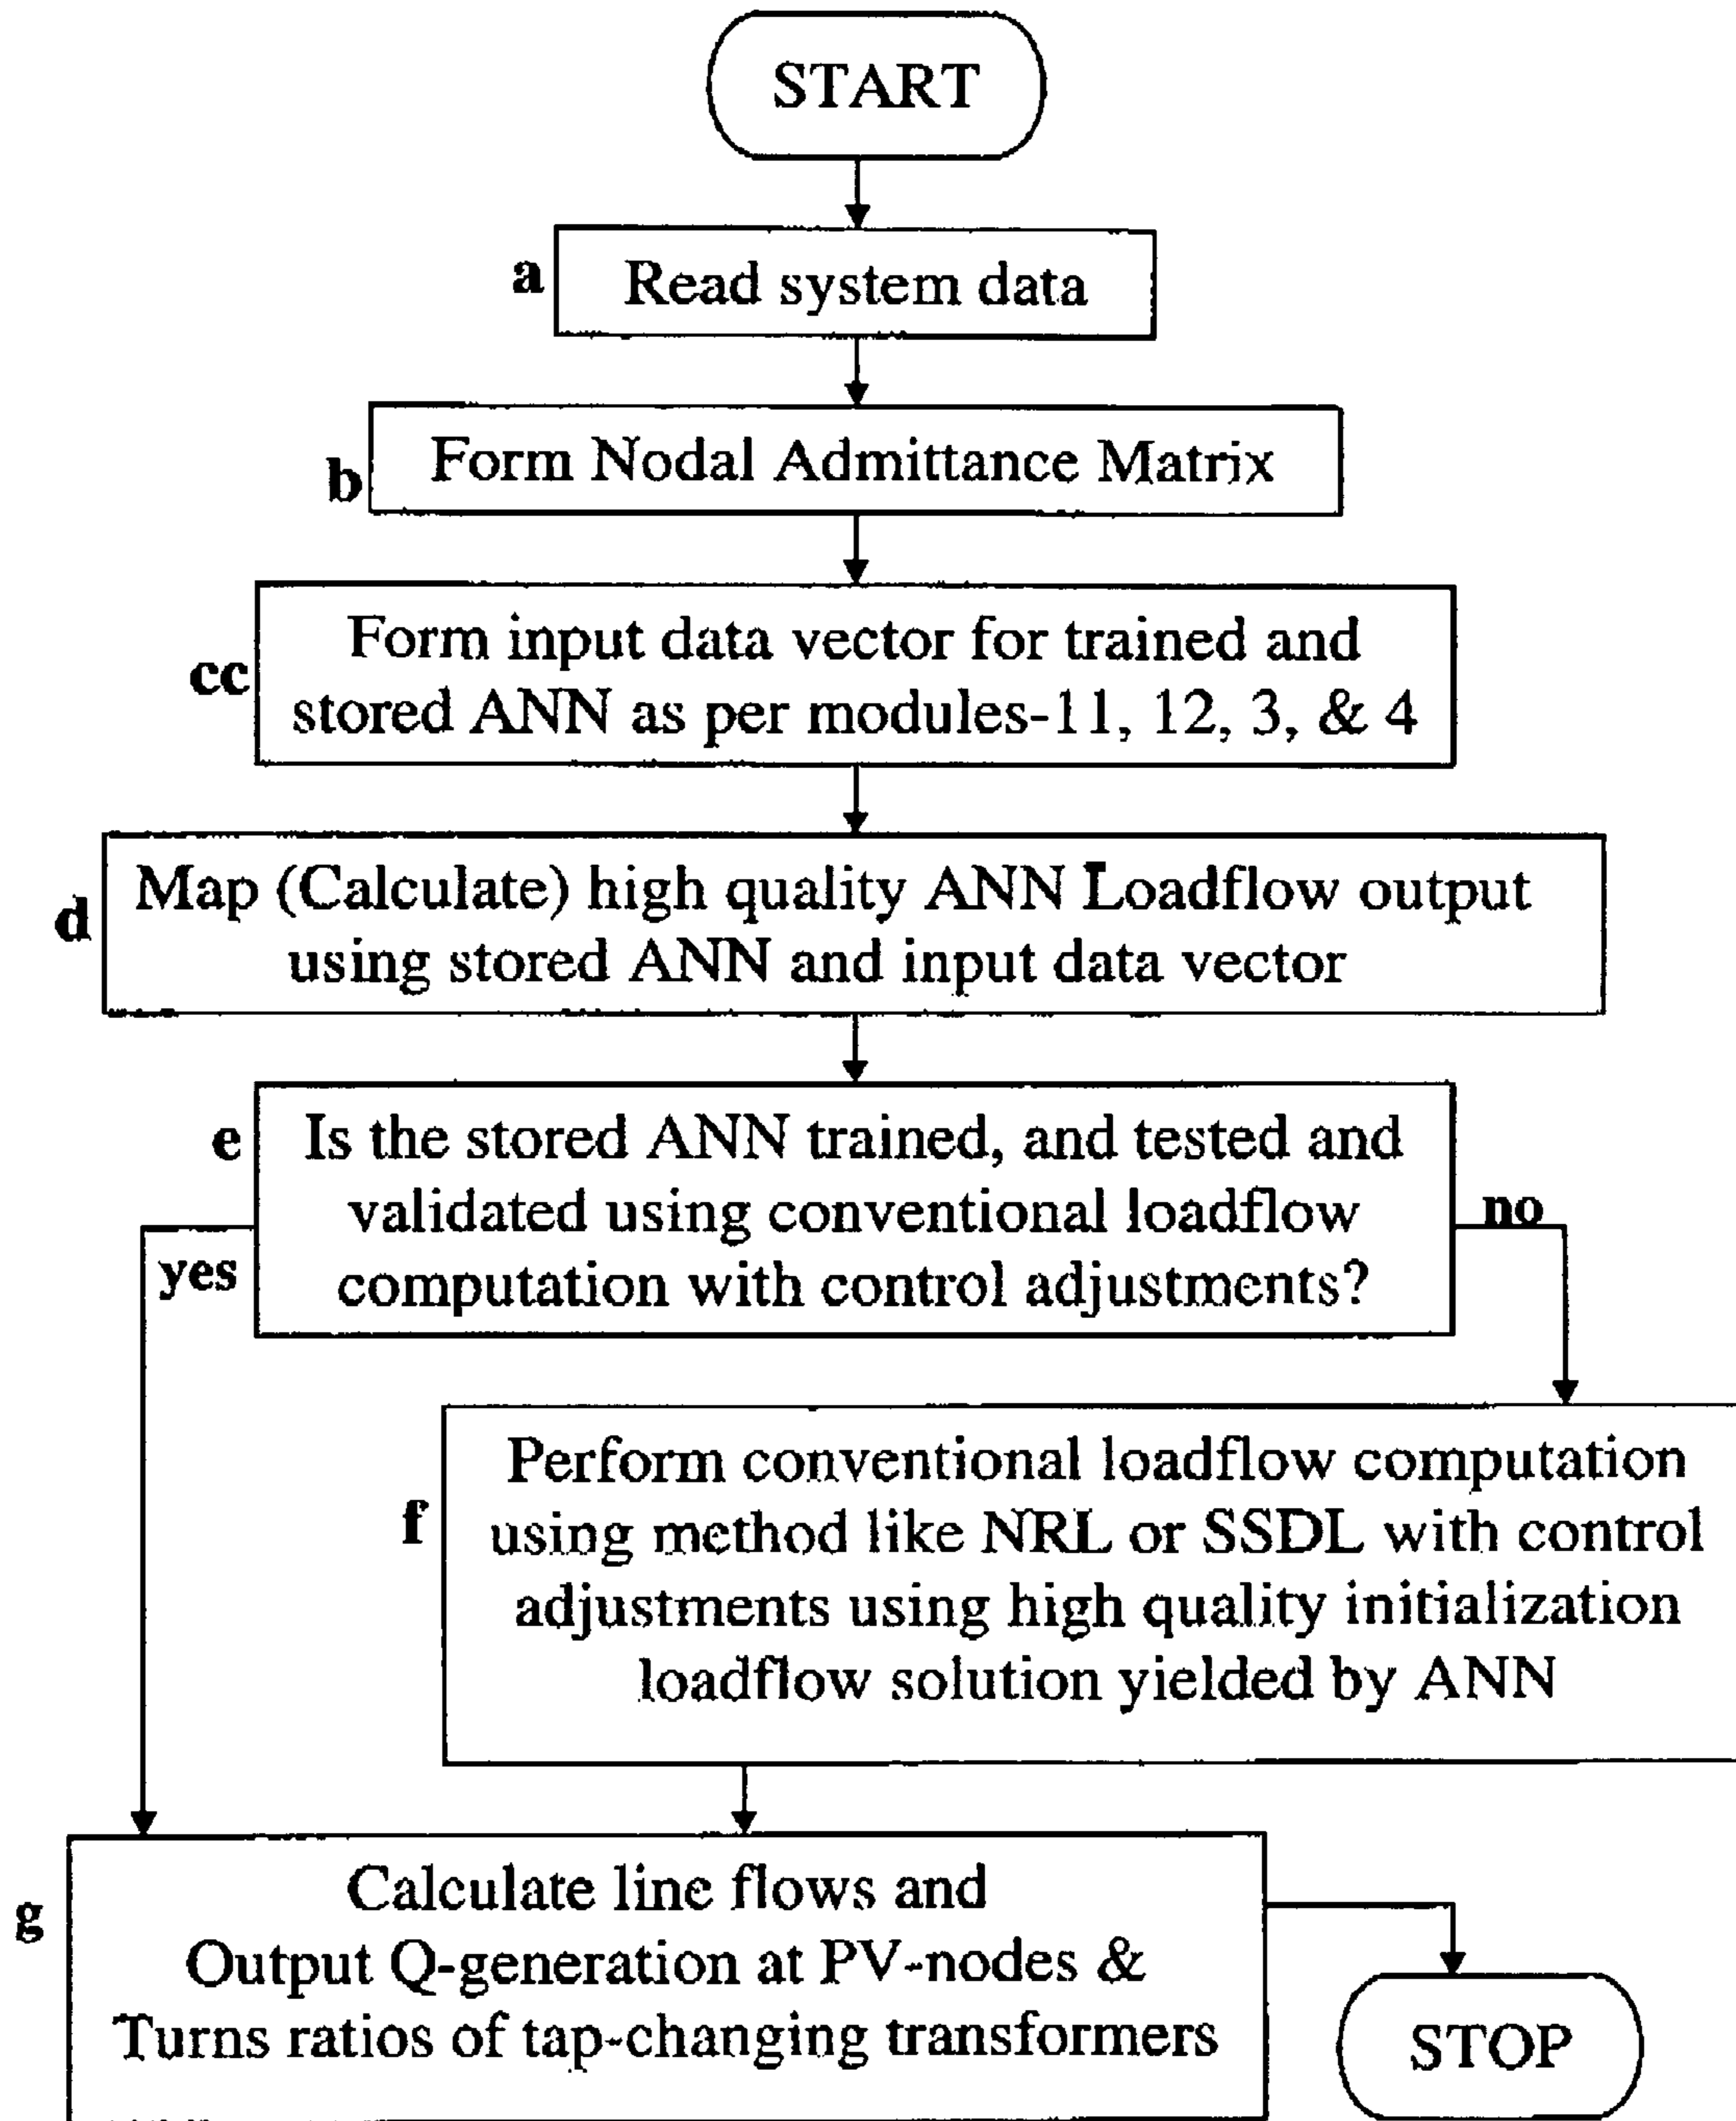 START
a
Read system data
b
Form Nodal Admittance Matrix
cc
Form input data vector for trained and
stored ANN as per modules-11, 12, 3, & 4
d
Map (Calculate) high quality ANN Loadflow output
using stored ANN and input data vector
e
Is the stored ANN trained, and tested and
validated using conventional loadflow
computation with control adjustments?
yes
no
f
Perform conventional loadflow computation
using method like NRL or SSDL with control
adjustments using high quality initialization
loadflow solution yielded by ANN
g
Calculate line flows and
Output Q-generation at PV-nodes &
Turns ratios of tap-changing transformers
STOP